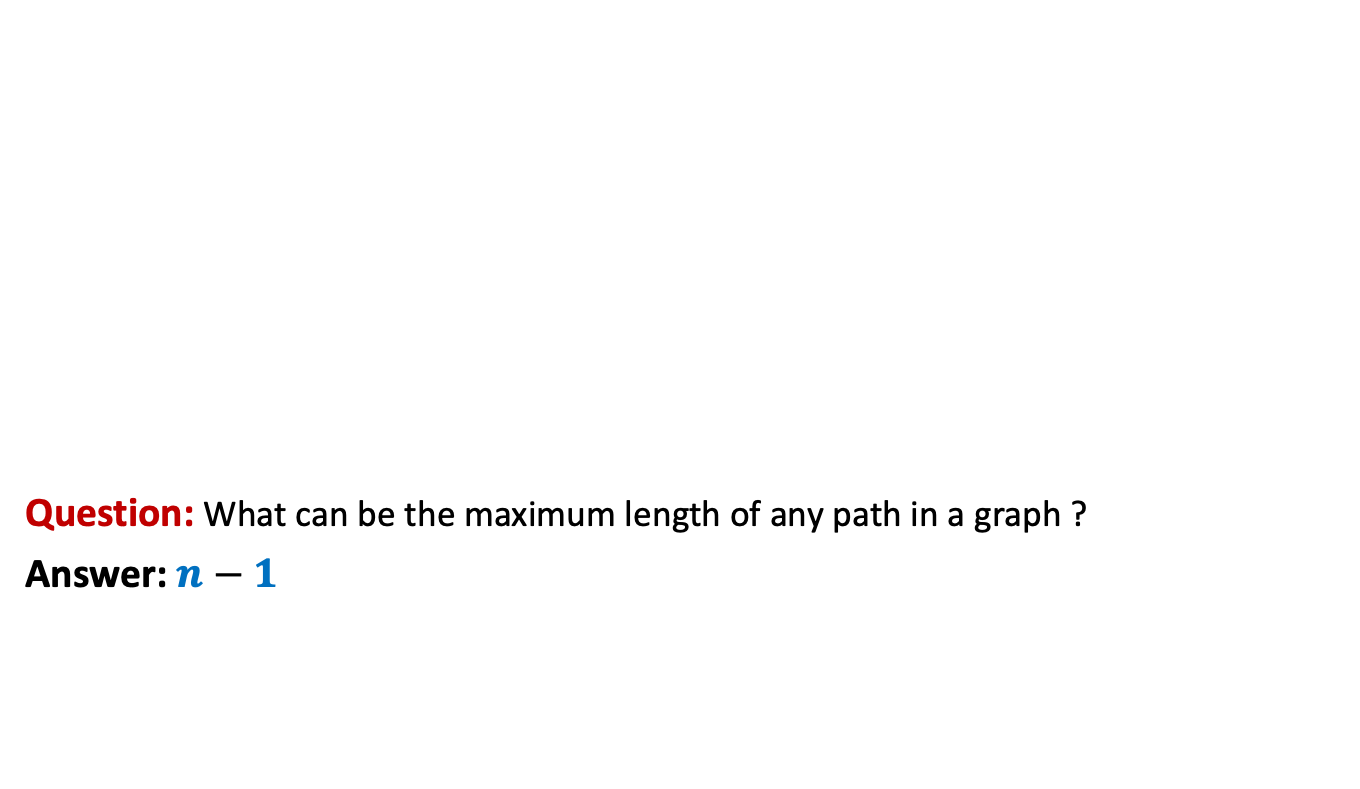 Question: What can be the maximum length of any path in a graph ?
Answer: n − 1